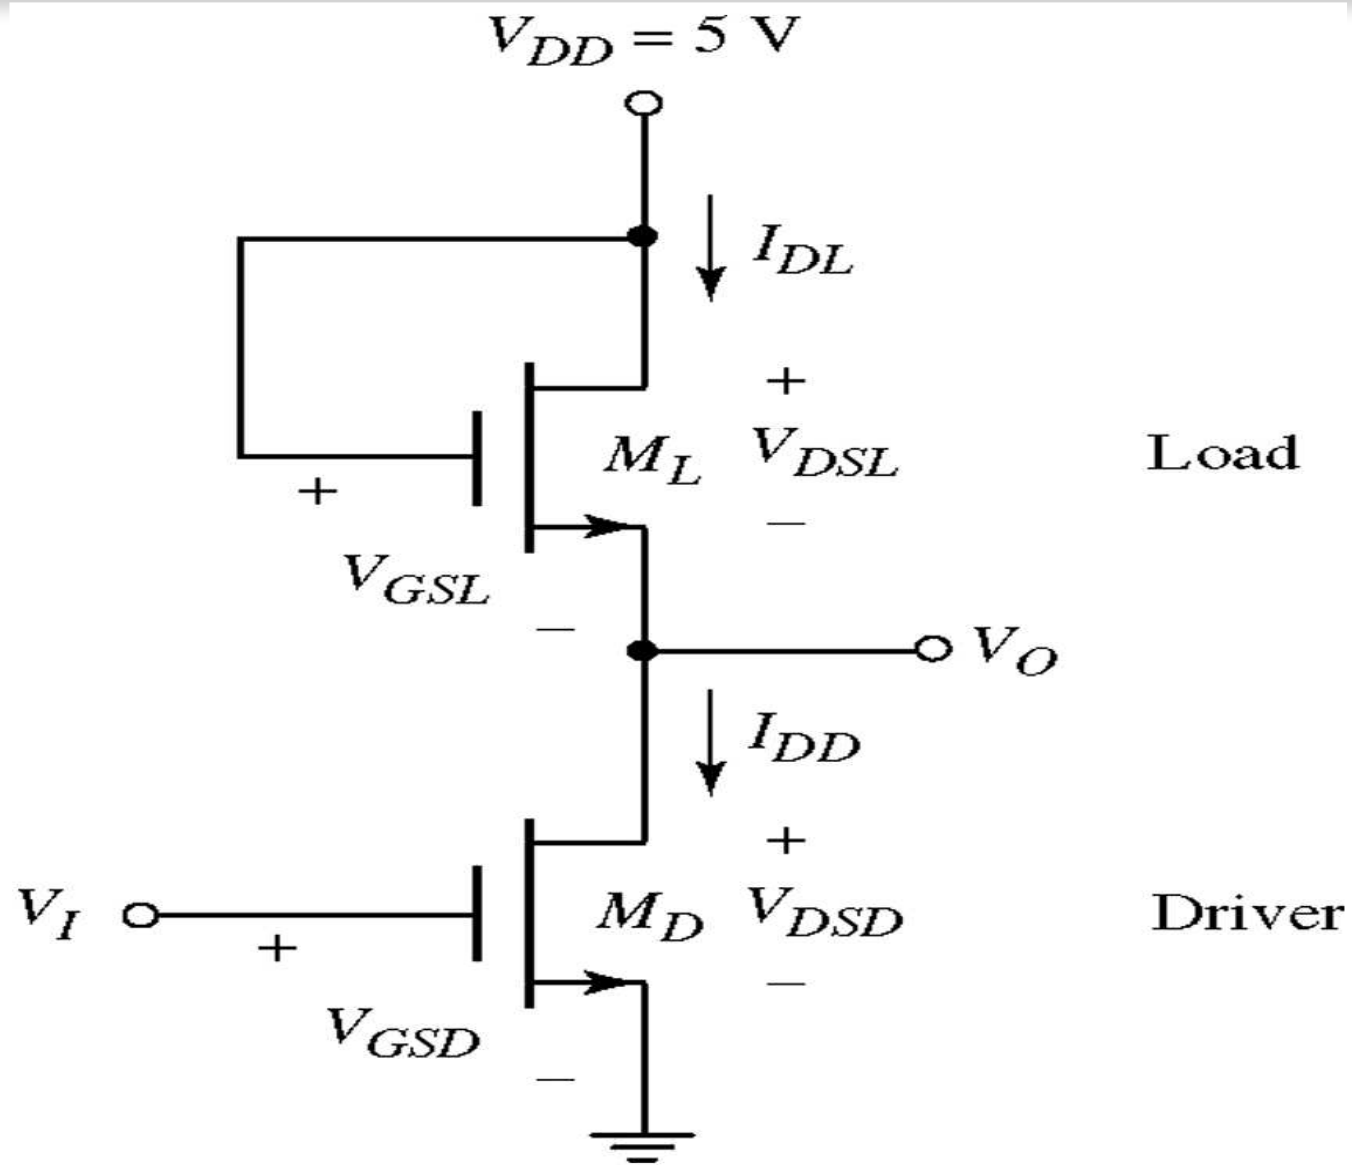 V_DD = 5 V
I_DL
+
M_L V_DSL Load
+
−
V_GSL
−
V_O
I_DD
+
V_I M_D V_DSD Driver
+
−
V_GSD
−